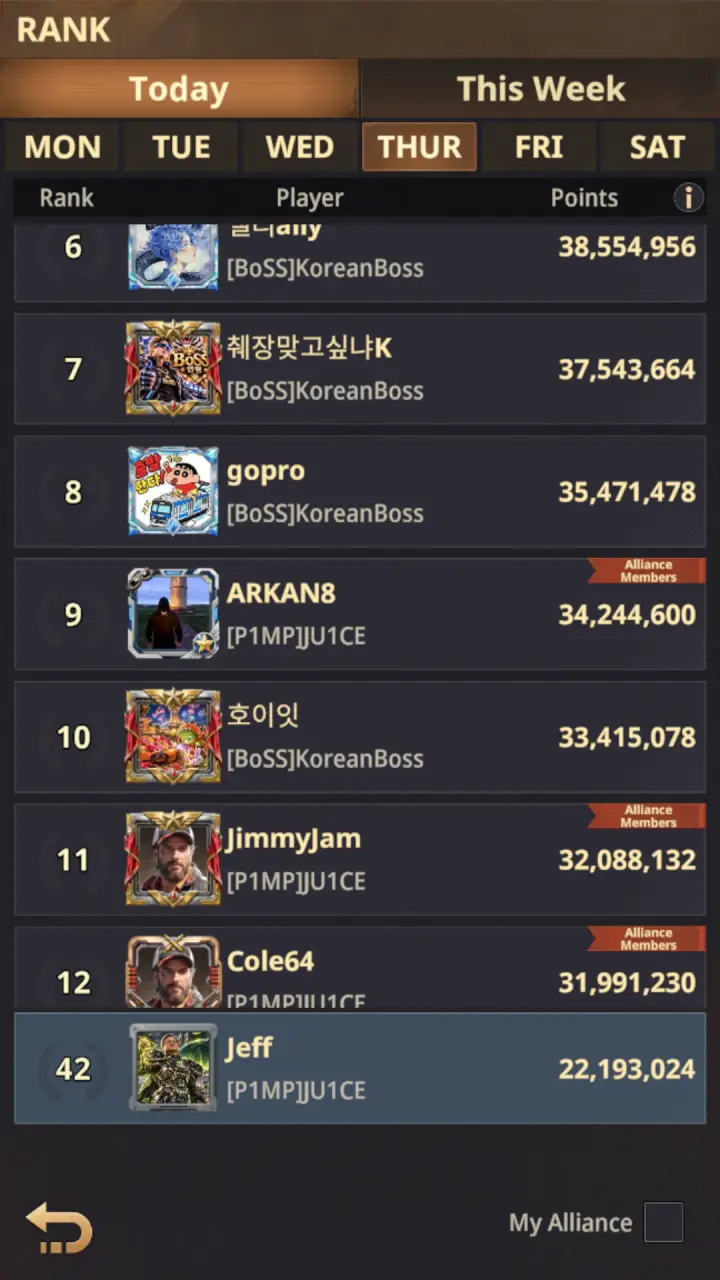 RANK
Today This Week
MON TUE WED THUR FRI SAT
Rank Player Points
6 38,554,956
[BoSS]KoreanBoss
7 췌장맞고싶냐K 37,543,664
[BoSS]KoreanBoss
BOSS
8 gopro 35,471,478
[BoSS]KoreanBoss
Alliance
Members
9 ARKAN8 34,244,600
[P1MP]JU1CE
10 호이잇 33,415,078
[BoSS]KoreanBoss
Alliance
Members
11 JimmyJam 32,088,132
[P1MP]JU1CE
Alliance
Members
12 Cole64 31,991,230
[P1MP]JU1CE
42 Jeff 22,193,024
[P1MP]JU1CE
My Alliance